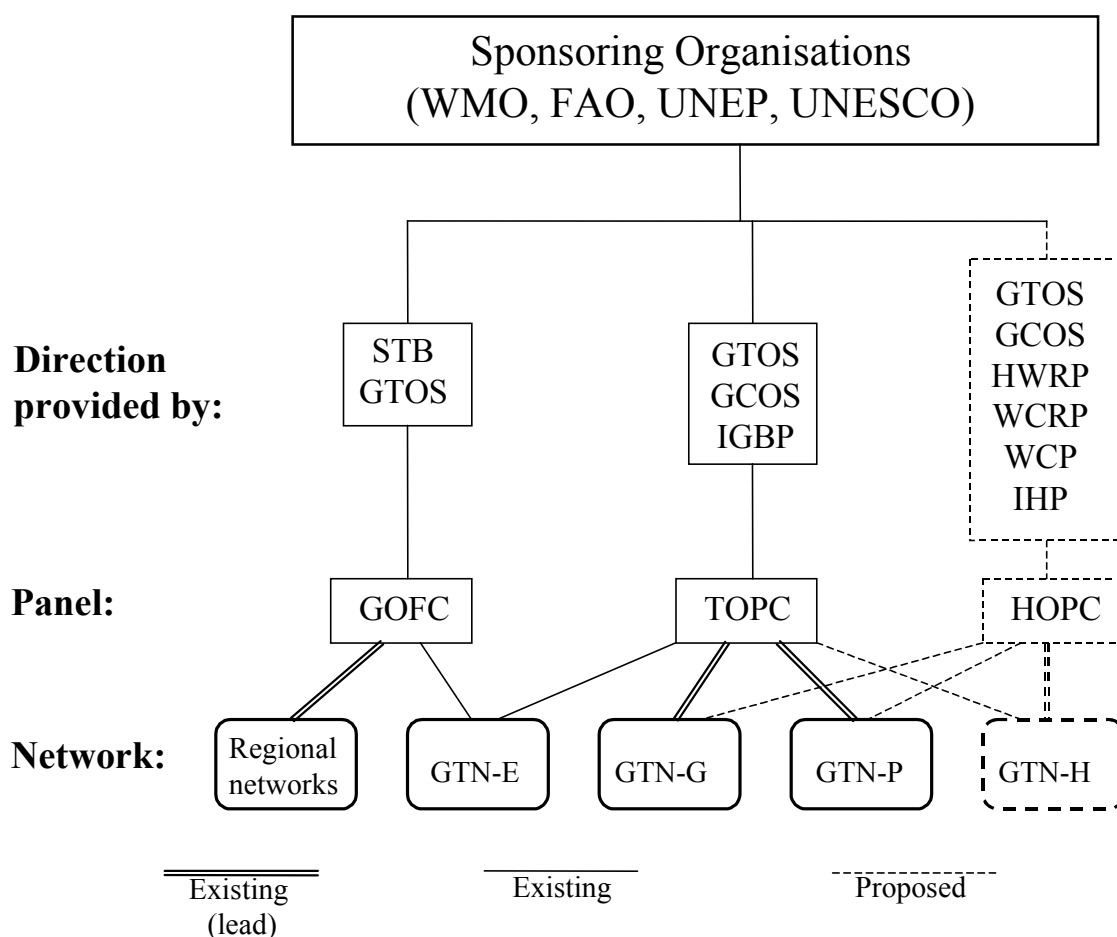 Sponsoring Organisations
(WMO, FAO, UNEP, UNESCO)
Direction
provided by:
STB
GTOS
GTOS
GCOS
IGBP
GTOS
GCOS
HWRP
WCRP
WCP
IHP
Panel:
GOFC
TOPC
HOPC
Network:
Regional
networks
GTN-E
GTN-G
GTN-P
GTN-H
Existing
(lead)
Existing
Proposed